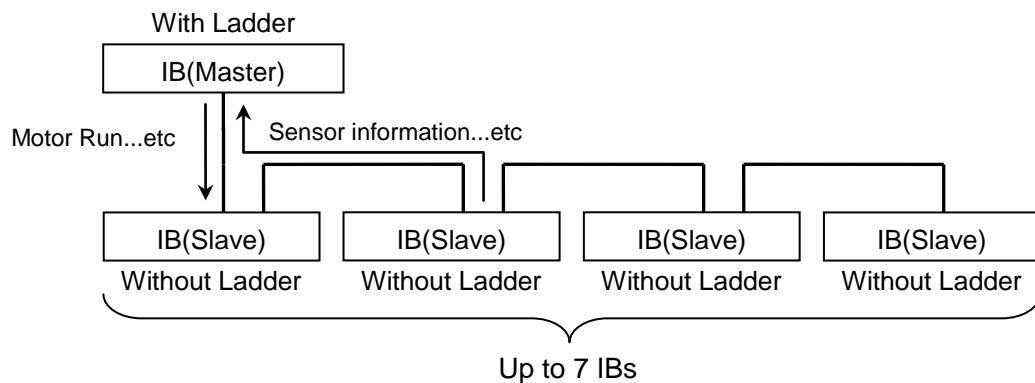 With Ladder
IB(Master)
Motor Run...etc
Sensor information...etc
IB(Slave)
IB(Slave)
IB(Slave)
IB(Slave)
Without Ladder
Without Ladder
Without Ladder
Without Ladder
Up to 7 IBs